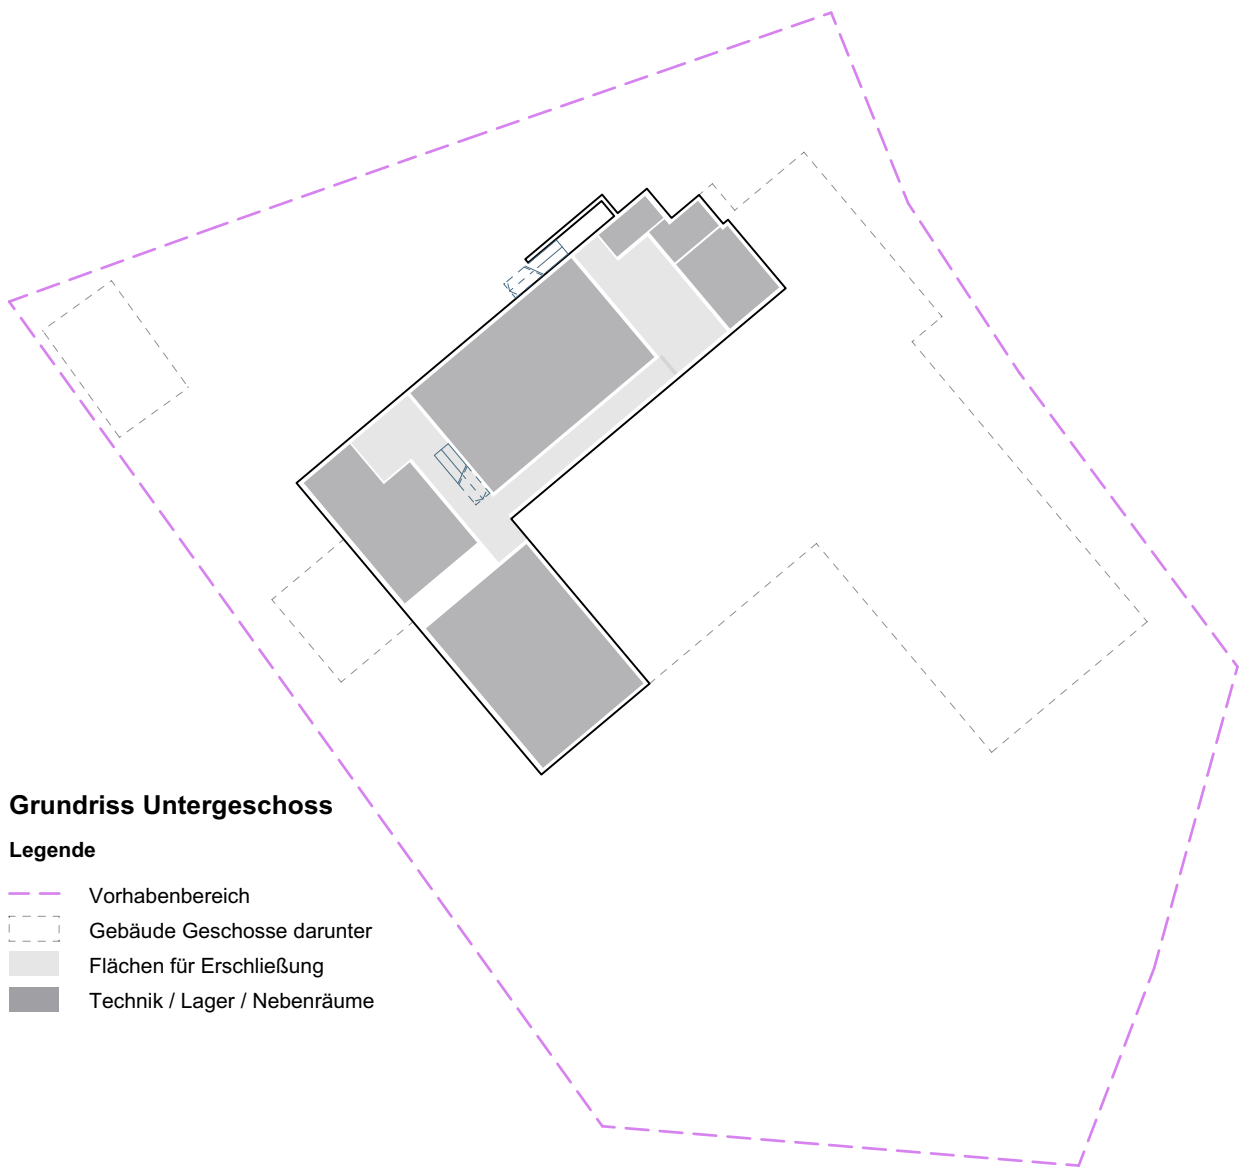 Grundriss Untergeschoss
Legende
Vorhabenbereich
Gebäude Geschosse darunter
Flächen für Erschließung
Technik / Lager / Nebenräume